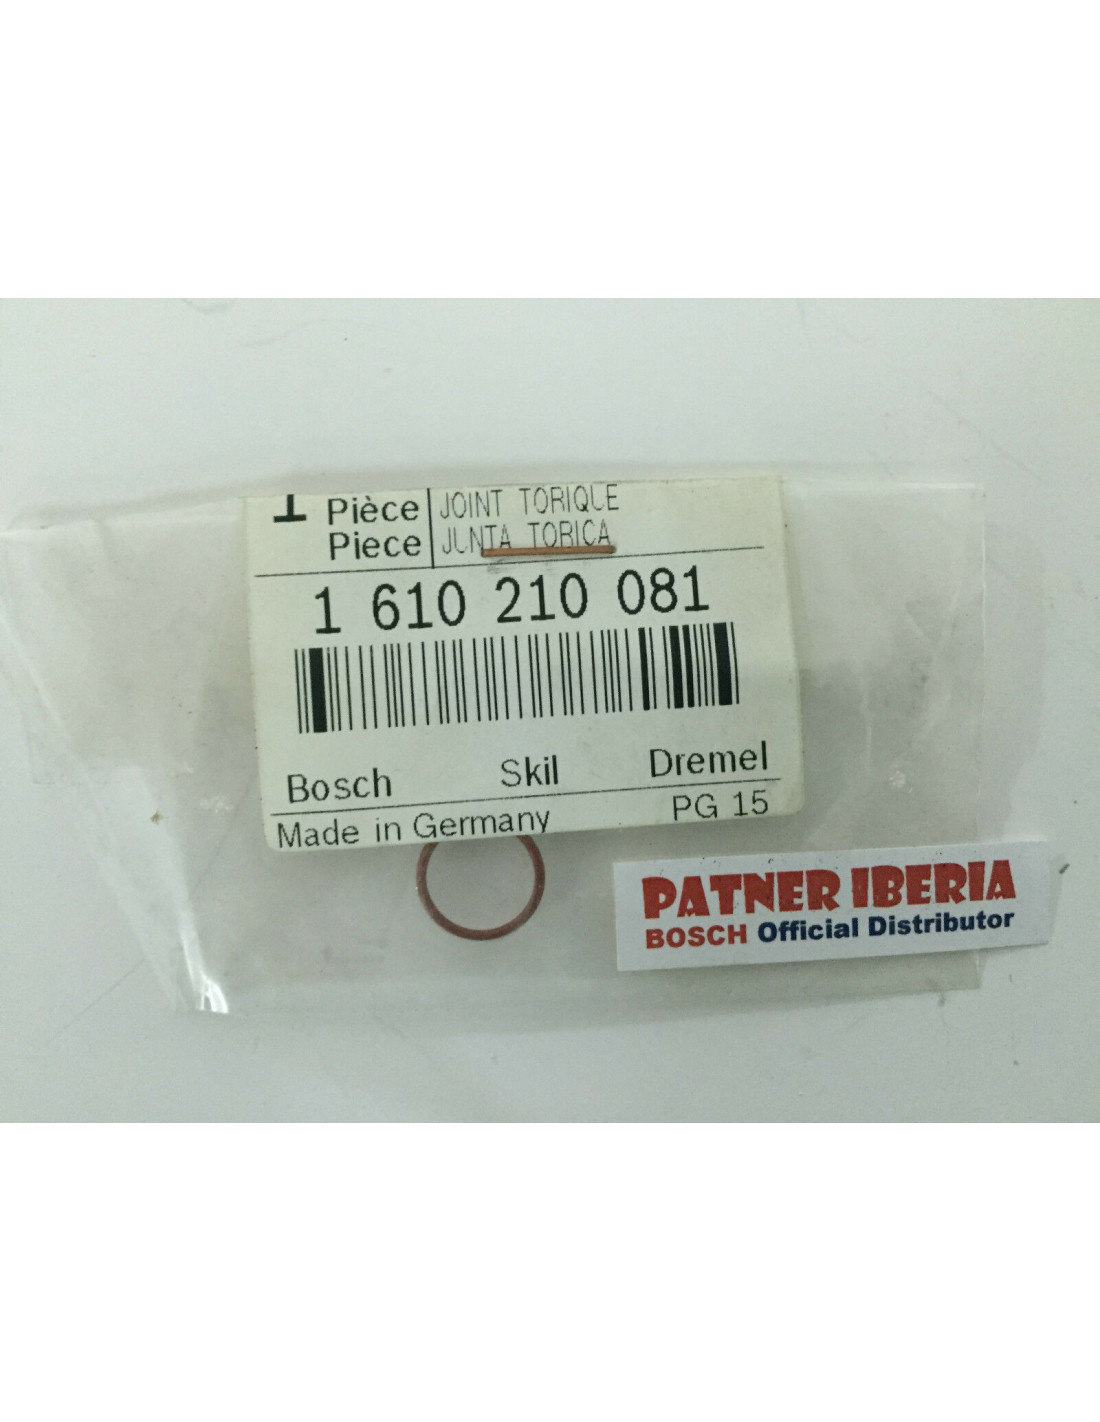 1 Pièce JOINT TORIQUE
Piece JUNTA TORICA
1 610 210 081
Bosch Skil Dremel
Made in Germany PG 15
PATNER IBERIA
BOSCH Official Distributor